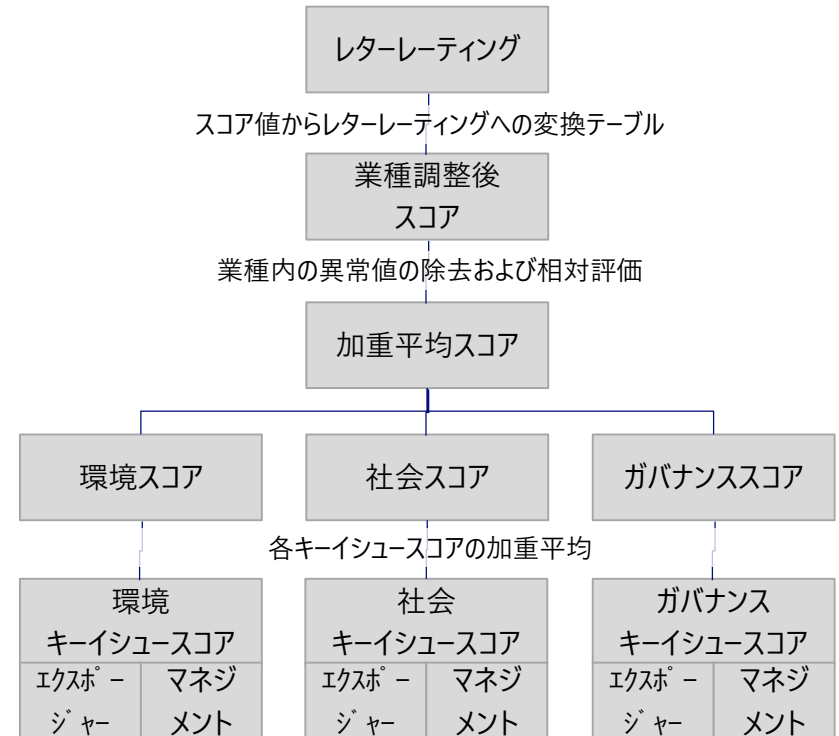 レターレーティング
スコア値からレターレーティングへの変換テーブル
業種調整後
スコア
業種内の異常値の除去および相対評価
加重平均スコア
環境スコア
社会スコア
ガバナンススコア
各キーイシュースコアの加重平均
環境
キーイシュースコア
社会
キーイシュースコア
ガバナンス
キーイシュースコア
エクスポー
ジャー
マネジ
メント
エクスポー
ジャー
マネジ
メント
エクスポー
ジャー
マネジ
メント